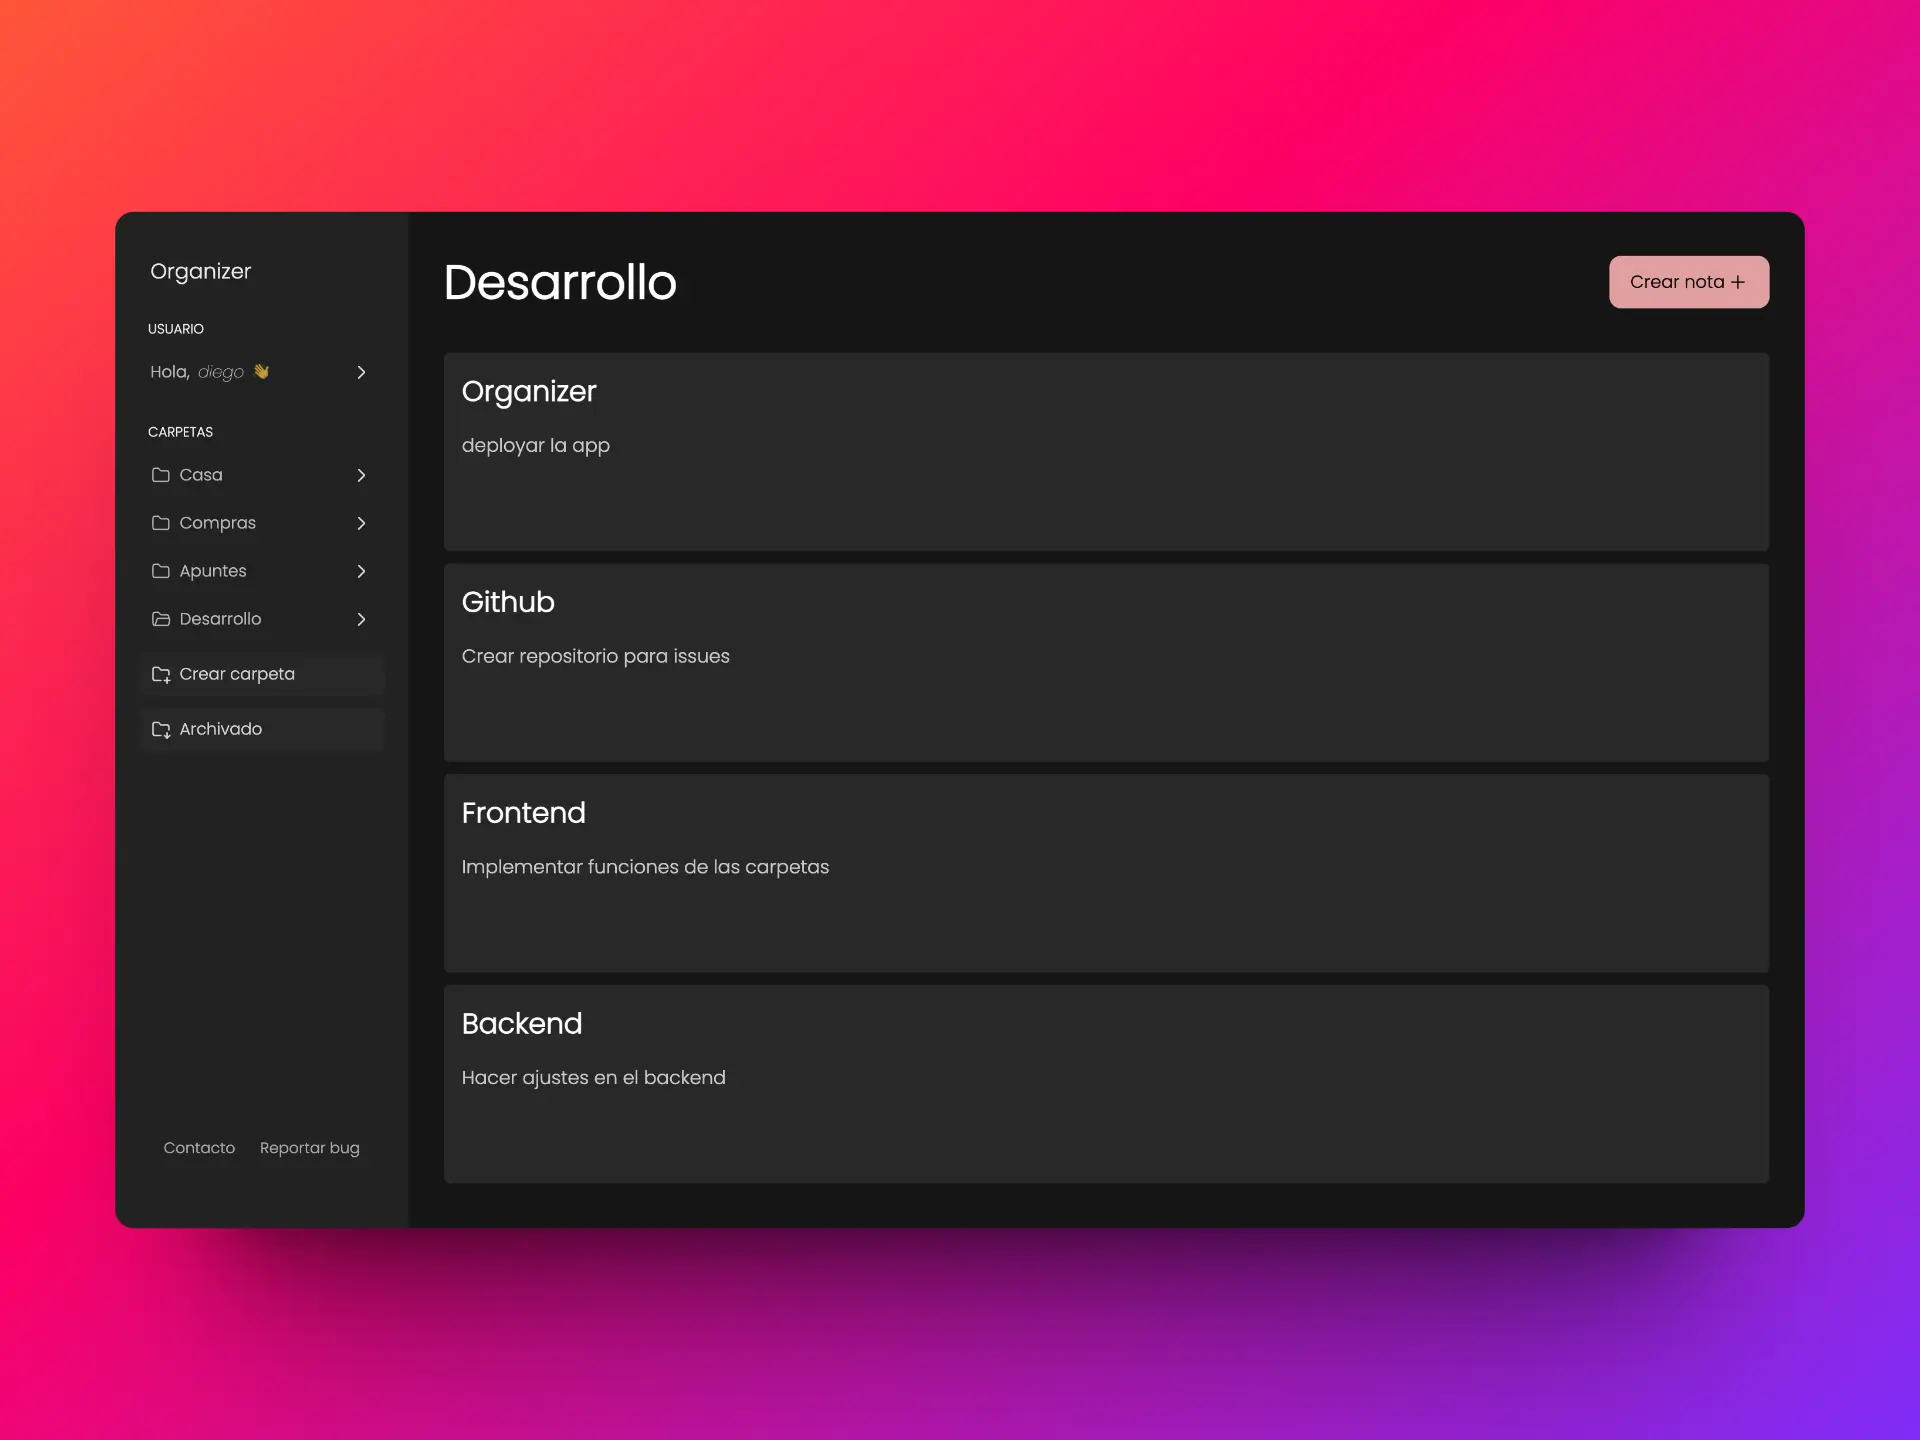 Organizer
USUARIO
Hola, diego 👋
CARPETAS
Casa
Compras
Apuntes
Desarrollo
Crear carpeta
Archivado
Contacto Reportar bug
Desarrollo
Crear nota +
Organizer
deployar la app
Github
Crear repositorio para issues
Frontend
Implementar funciones de las carpetas
Backend
Hacer ajustes en el backend